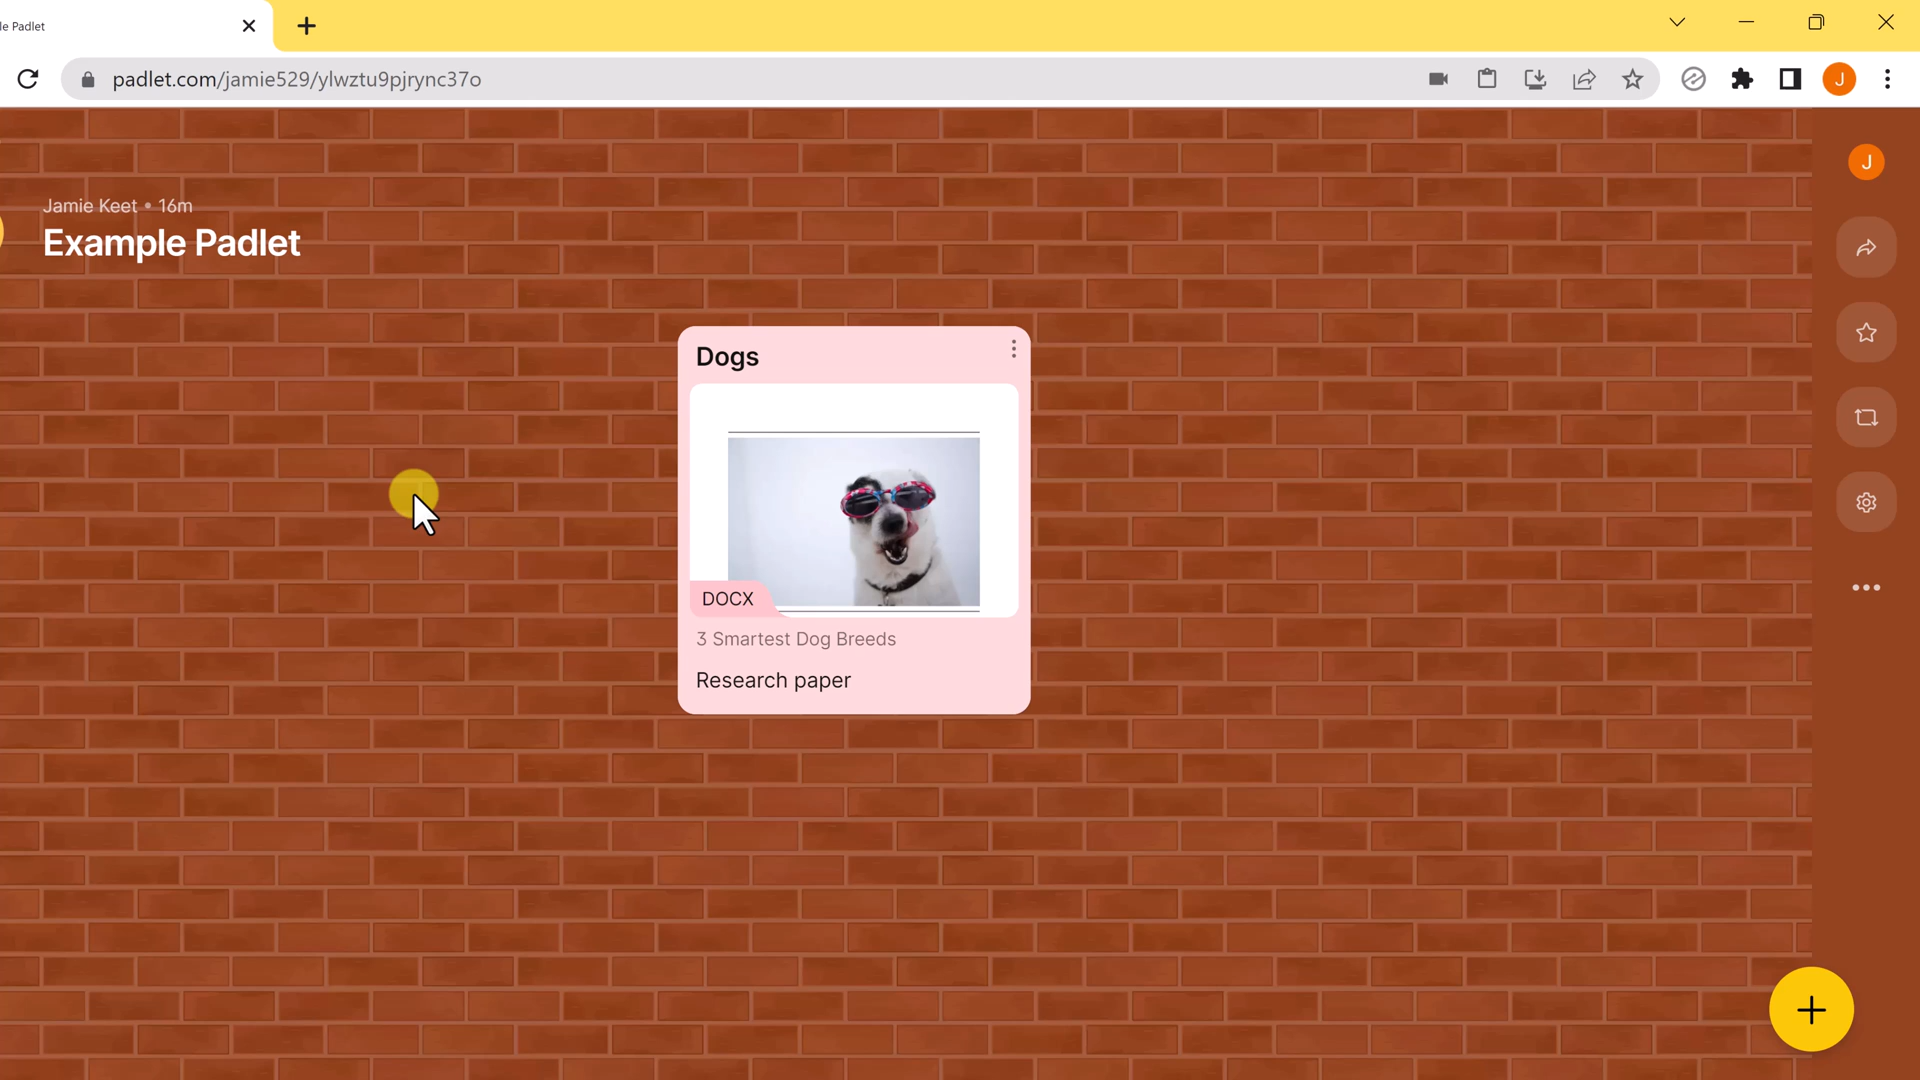 le Padlet
padlet.com/jamie529/ylwztu9pjrync37o
J
J
Jamie Keet • 16m
Example Padlet
Dogs
DOCX
3 Smartest Dog Breeds
Research paper